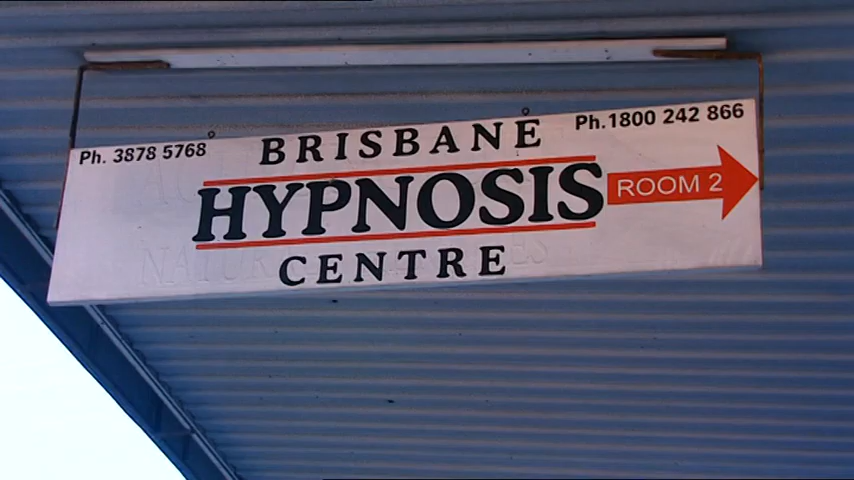 Ph. 3878 5768
Ph. 1800 242 866
BRISBANE
HYPNOSIS
CENTRE
ROOM 2